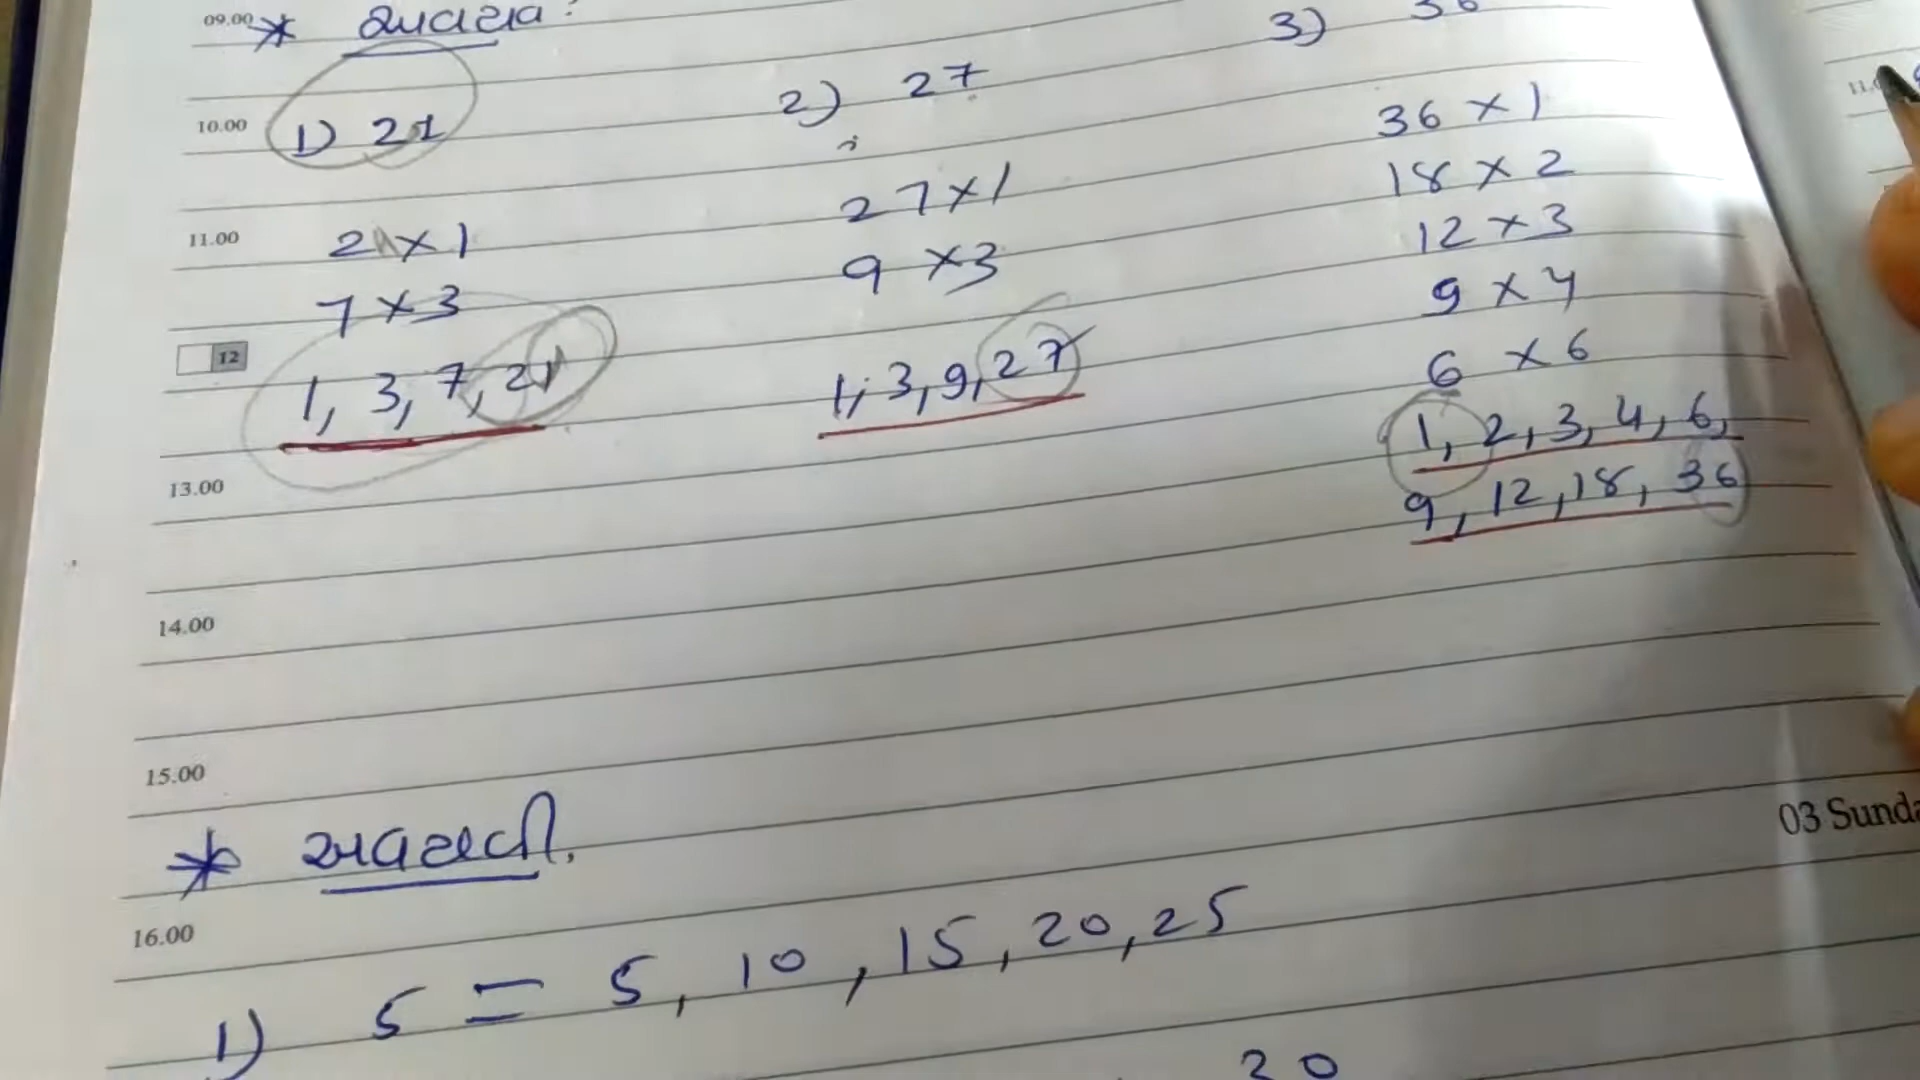 09.00 * અવયવ :
10.00 1) 21
11.00 21 x 1
7 x 3
12 1, 3, 7, 21
2) 27
27 x 1
9 x 3
1, 3, 9, 27
3) 36
36 x 1
18 x 2
12 x 3
9 x 4
6 x 6
1, 2, 3, 4, 6,
9, 12, 18, 36
13.00
14.00
15.00
03 Sunda
* અવયવી.
16.00
1) 5 = 5, 10, 15, 20, 25